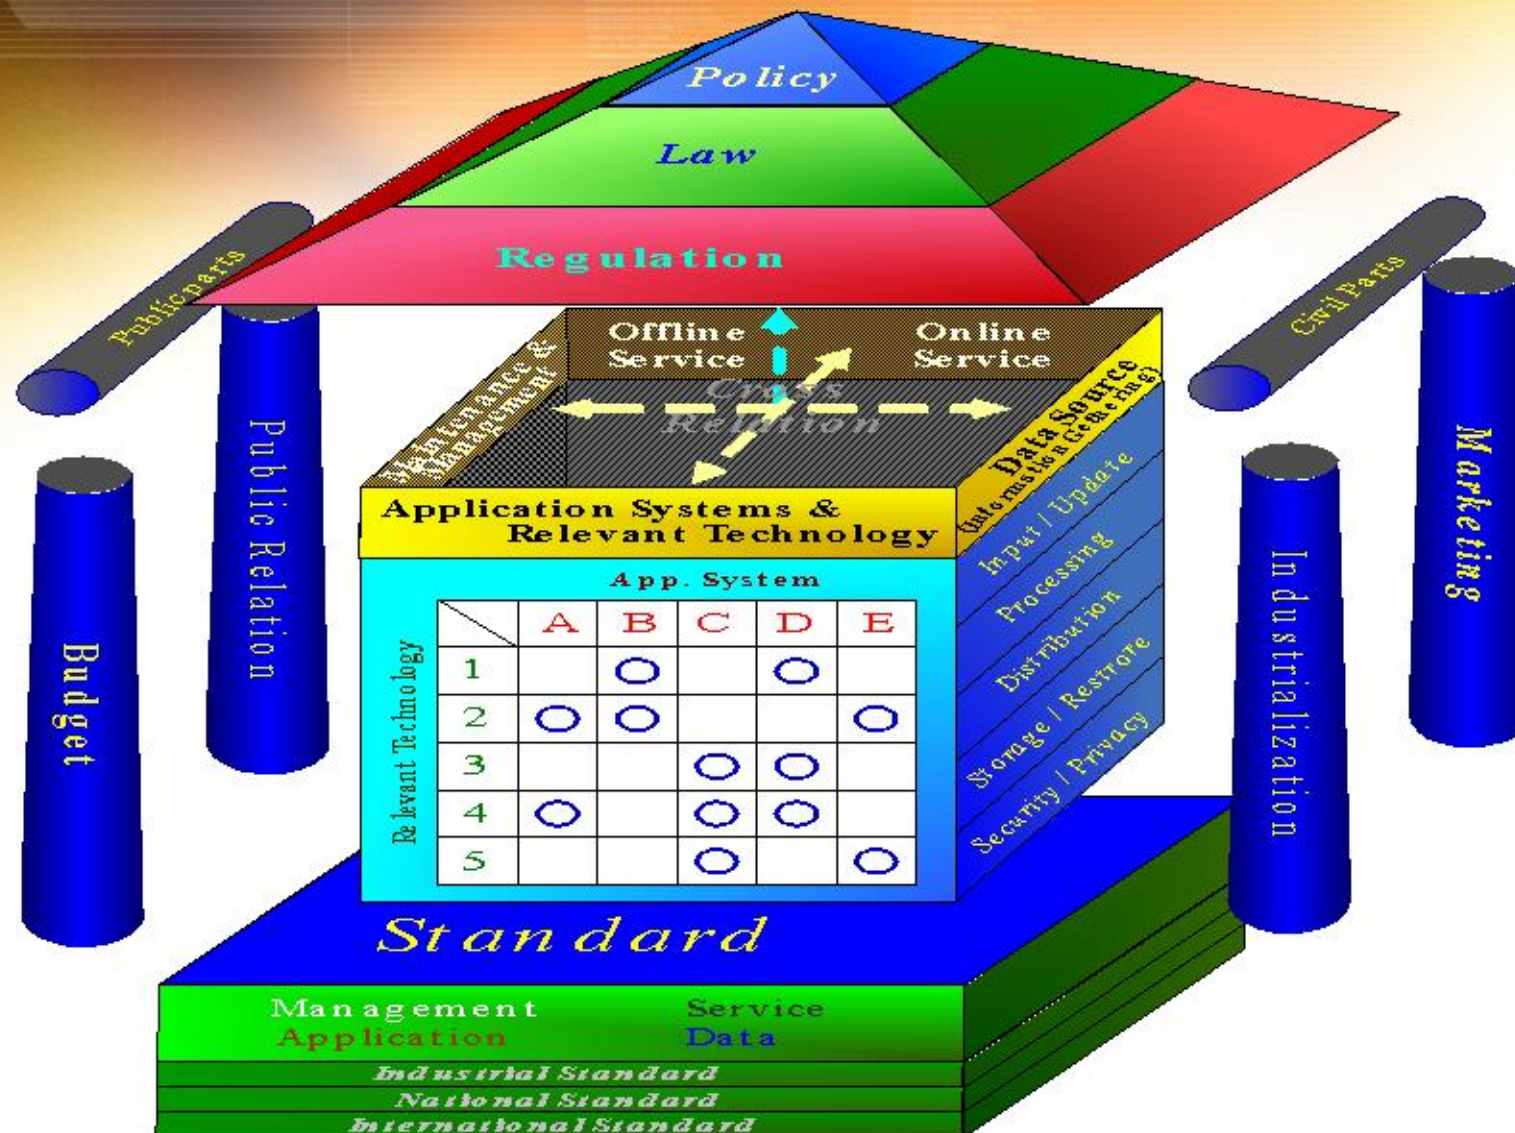 Policy
Law
Regulation
Public parts
Civil Parts
Offline
Service
Online
Service
Maintenance &
Management &
Cross
Relation
Data Source
(Informstion Gethering)
Application Systems &
Relevant Technology
Input / Update
Processing
Distribution
Storage / Restrore
Security / Privacy
App. System
Relevant Technology
A B C D E
1
2
3
4
5
Budget
Public Relation
Industrialization
Marketing
Standard
Management Service
Application Data
Industrial Standard
National Standard
International Standard